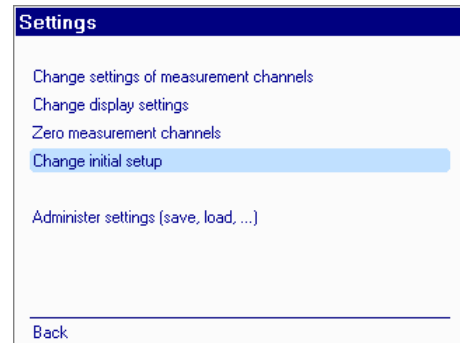 Settings
Change settings of measurement channels
Change display settings
Zero measurement channels
Change initial setup
Administer settings (save, load, ...)
Back